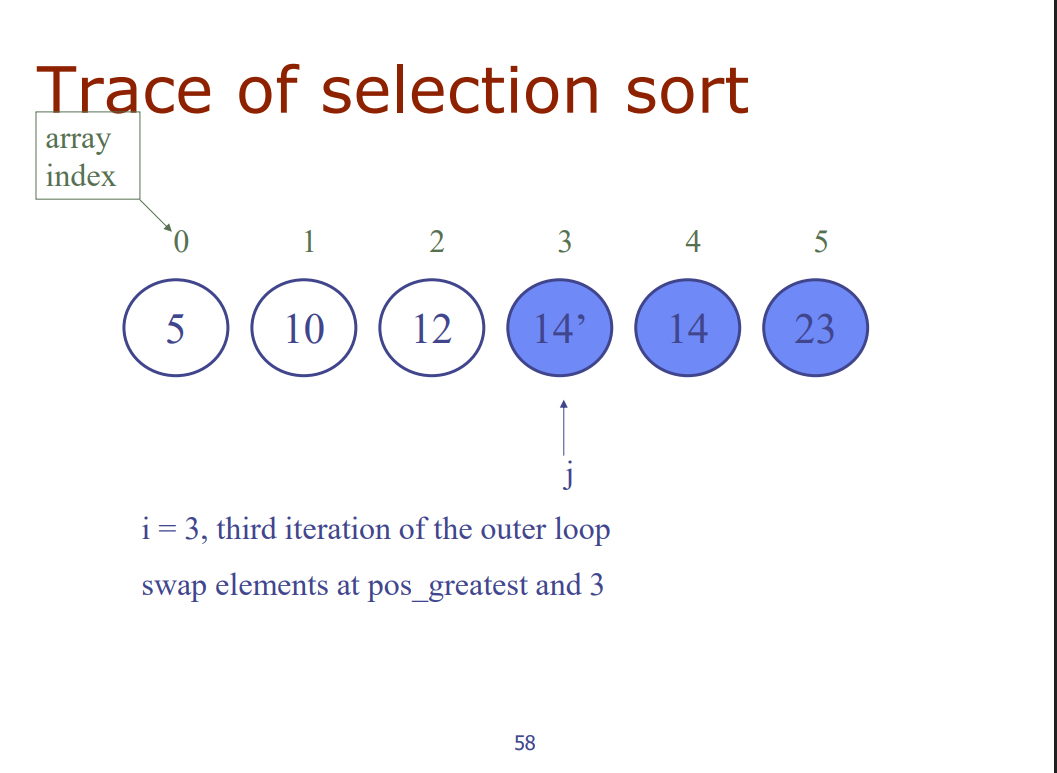 Trace of selection sort
array
index
0 1 2 3 4 5
5 10 12 14’ 14 23
j
i = 3, third iteration of the outer loop
swap elements at pos_greatest and 3
58